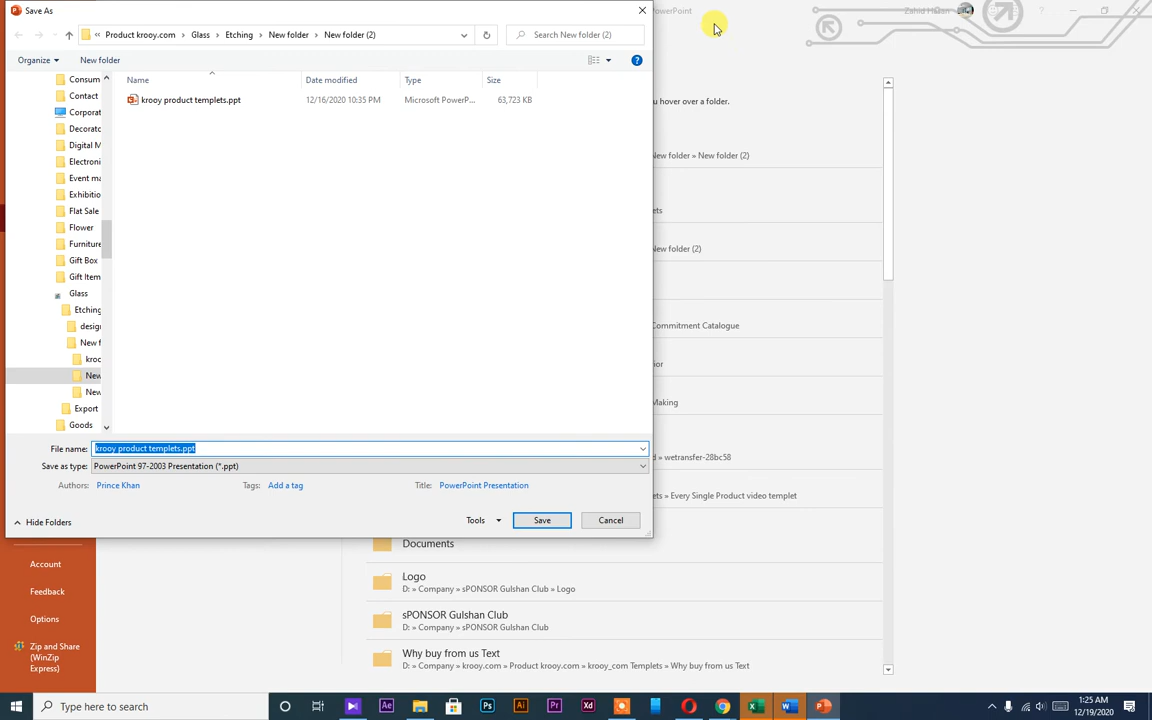 Save As
PowerPoint
Zahid Hasan
Product krooy.com
Glass
Etching
New folder
New folder (2)
Search New folder (2)
Organize
New folder
u hover over a folder.
Name
Date modified
Type
Size
krooy product templets.ppt
12/16/2020 10:35 PM
Microsoft PowerP...
63,723 KB
Consum
Contact
Corporat
Decorato
Digital M
Electroni
Event ma
Exhibitio
Flat Sale
Flower
Furniture
Gift Box
Gift Item
Glass
Etching
desig
New f
kroo
New
New
Export
Goods
New folder » New folder (2)
ets
New folder (2)
Commitment Catalogue
ior
Making
d » wetransfer-28bc58
ets » Every Single Product video templet
File name:
krooy product templets.ppt
Save as type:
PowerPoint 97-2003 Presentation (*.ppt)
Authors:
Prince Khan
Tags:
Add a tag
Title:
PowerPoint Presentation
Hide Folders
Tools
Save
Cancel
Documents
Logo
D: » Company » sPONSOR Gulshan Club » Logo
sPONSOR Gulshan Club
D: » Company » sPONSOR Gulshan Club
Why buy from us Text
D: » Company » krooy.com » Product krooy.com » krooy_com Templets » Why buy from us Text
Account
Feedback
Options
Zip and Share
(WinZip
Express)
Type here to search
1:25 AM
12/19/2020